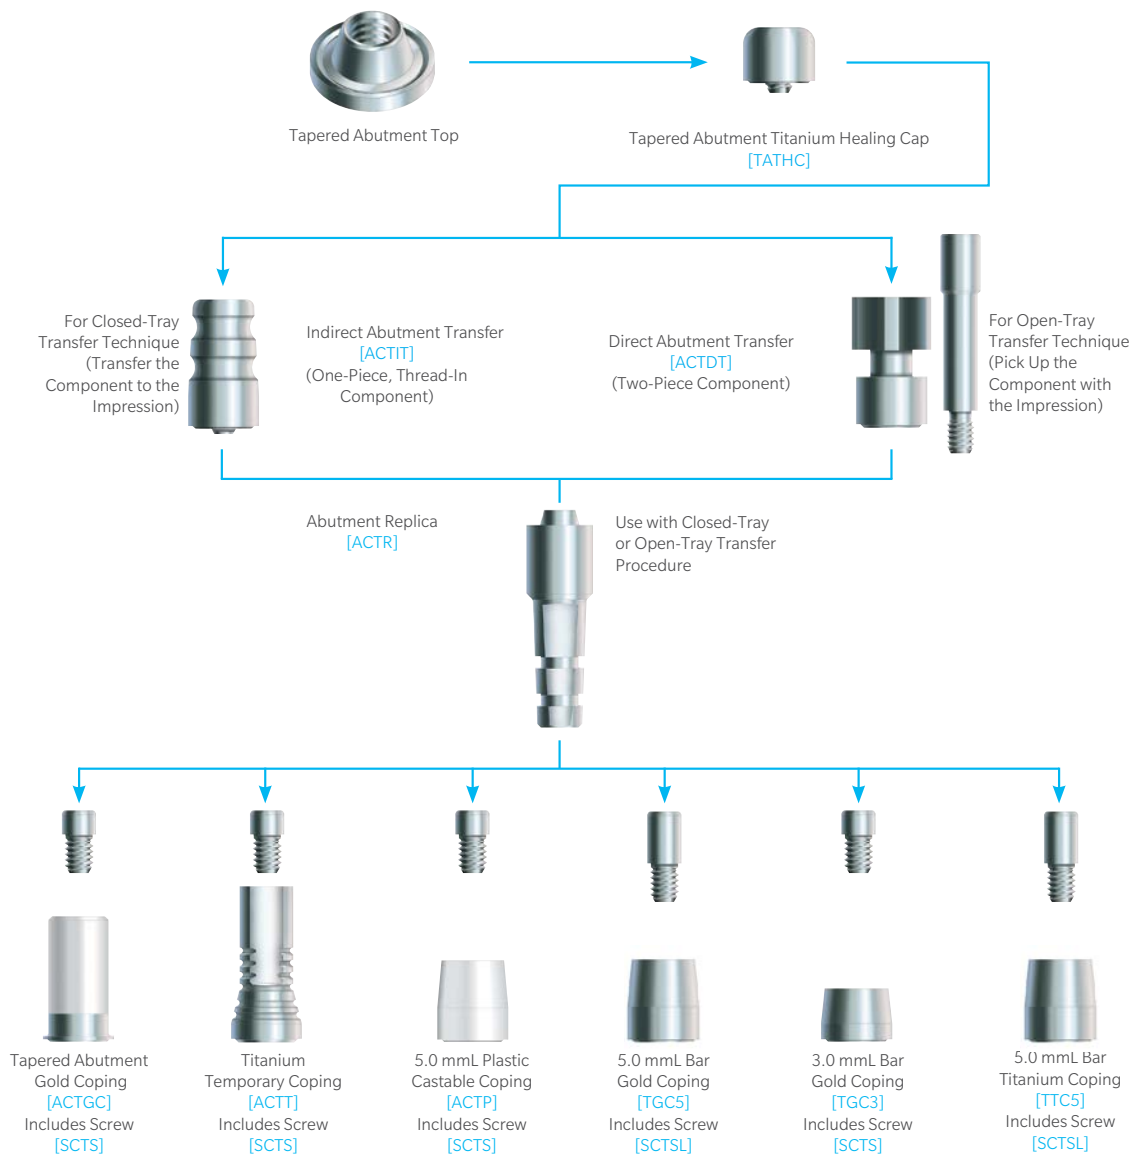 Tapered Abutment Top
Tapered Abutment Titanium Healing Cap
[TATHC]
For Closed-Tray
Transfer Technique
(Transfer the
Component to the
Impression)
Indirect Abutment Transfer
[ACTIT]
(One-Piece, Thread-In
Component)
Direct Abutment Transfer
[ACTDT]
(Two-Piece Component)
For Open-Tray
Transfer Technique
(Pick Up the
Component with
the Impression)
Abutment Replica
[ACTR]
Use with Closed-Tray
or Open-Tray Transfer
Procedure
Tapered Abutment
Gold Coping
[ACTGC]
Includes Screw
[SCTS]
Titanium
Temporary Coping
[ACTT]
Includes Screw
[SCTS]
5.0 mmL Plastic
Castable Coping
[ACTP]
Includes Screw
[SCTS]
5.0 mmL Bar
Gold Coping
[TGC5]
Includes Screw
[SCTSL]
3.0 mmL Bar
Gold Coping
[TGC3]
Includes Screw
[SCTS]
5.0 mmL Bar
Titanium Coping
[TTC5]
Includes Screw
[SCTSL]